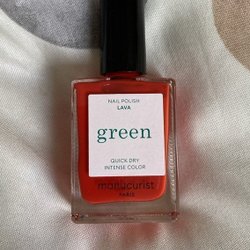 NAIL POLISH
LAVA
green
QUICK DRY
INTENSE COLOR
manucurist
PARIS